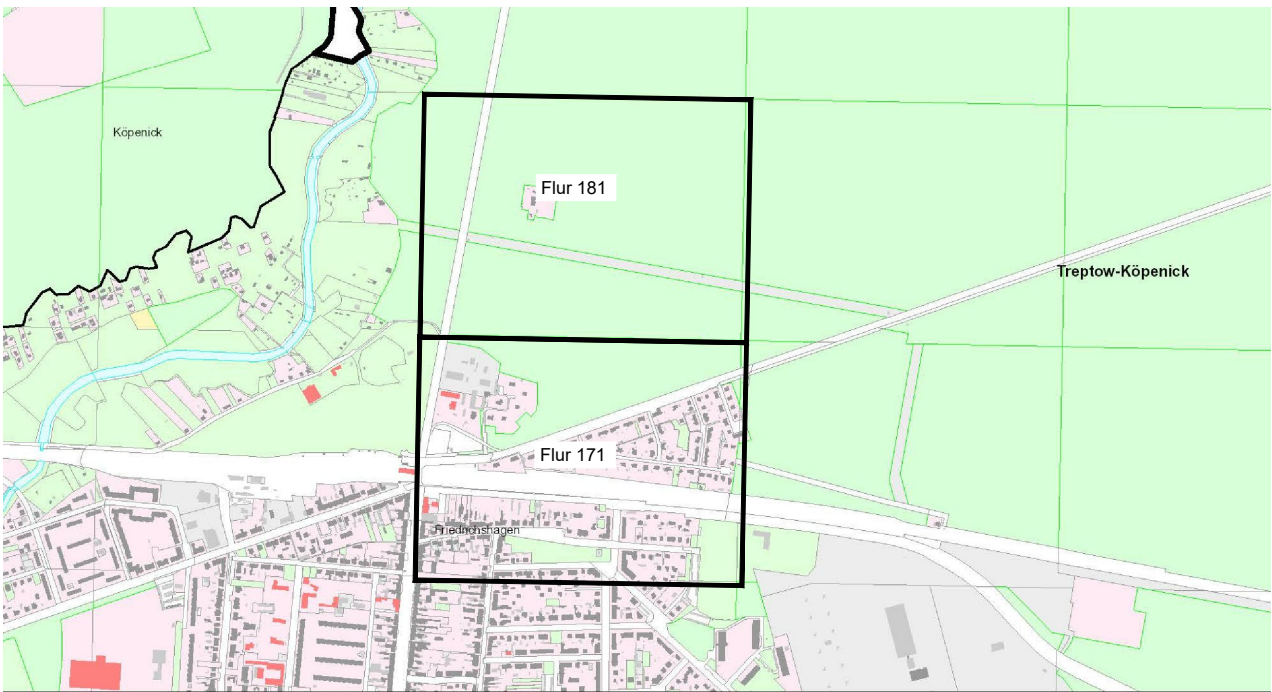 Köpenick
Flur 181
Treptow-Köpenick
Flur 171
Friedrichshagen